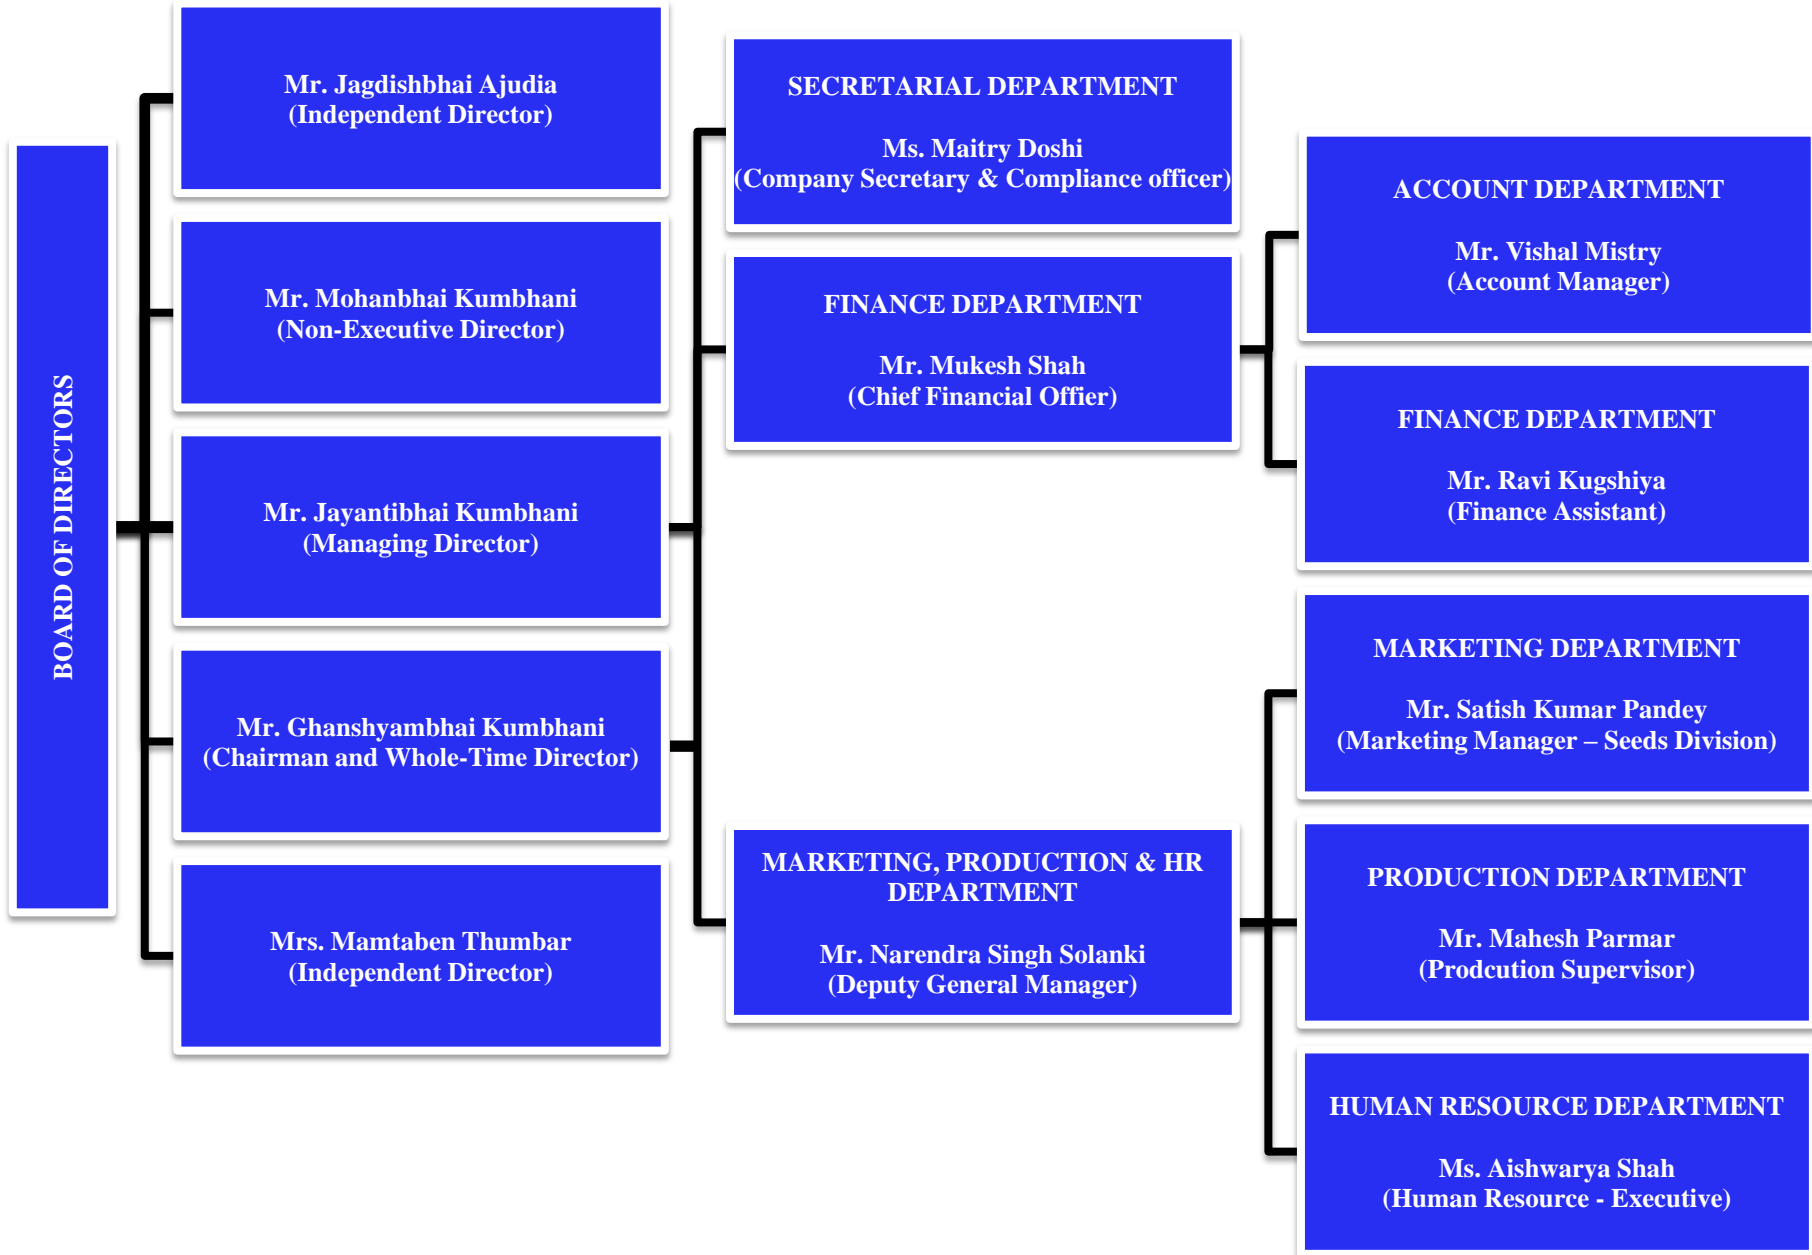 BOARD OF DIRECTORS
Mr. Jagdishbhai Ajudia
(Independent Director)
Mr. Mohanbhai Kumbhani
(Non-Executive Director)
Mr. Jayantibhai Kumbhani
(Managing Director)
Mr. Ghanshyambhai Kumbhani
(Chairman and Whole-Time Director)
Mrs. Mamtaben Thumbar
(Independent Director)
SECRETARIAL DEPARTMENT
Ms. Maitry Doshi
(Company Secretary & Compliance officer)
FINANCE DEPARTMENT
Mr. Mukesh Shah
(Chief Financial Offier)
MARKETING, PRODUCTION & HR
DEPARTMENT
Mr. Narendra Singh Solanki
(Deputy General Manager)
ACCOUNT DEPARTMENT
Mr. Vishal Mistry
(Account Manager)
FINANCE DEPARTMENT
Mr. Ravi Kugshiya
(Finance Assistant)
MARKETING DEPARTMENT
Mr. Satish Kumar Pandey
(Marketing Manager – Seeds Division)
PRODUCTION DEPARTMENT
Mr. Mahesh Parmar
(Prodcution Supervisor)
HUMAN RESOURCE DEPARTMENT
Ms. Aishwarya Shah
(Human Resource - Executive)